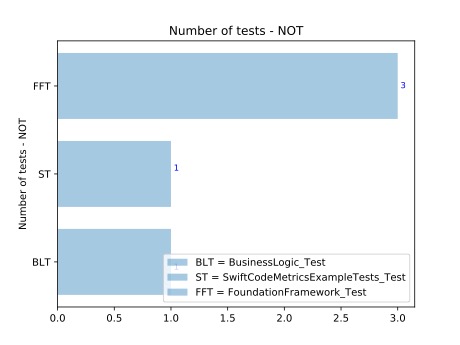 Number of tests - NOT
FFT
3
ST
1
BLT
Number of tests - NOT
BLT = BusinessLogic_Test
ST = SwiftCodeMetricsExampleTests_Test
FFT = FoundationFramework_Test
0.0 0.5 1.0 1.5 2.0 2.5 3.0